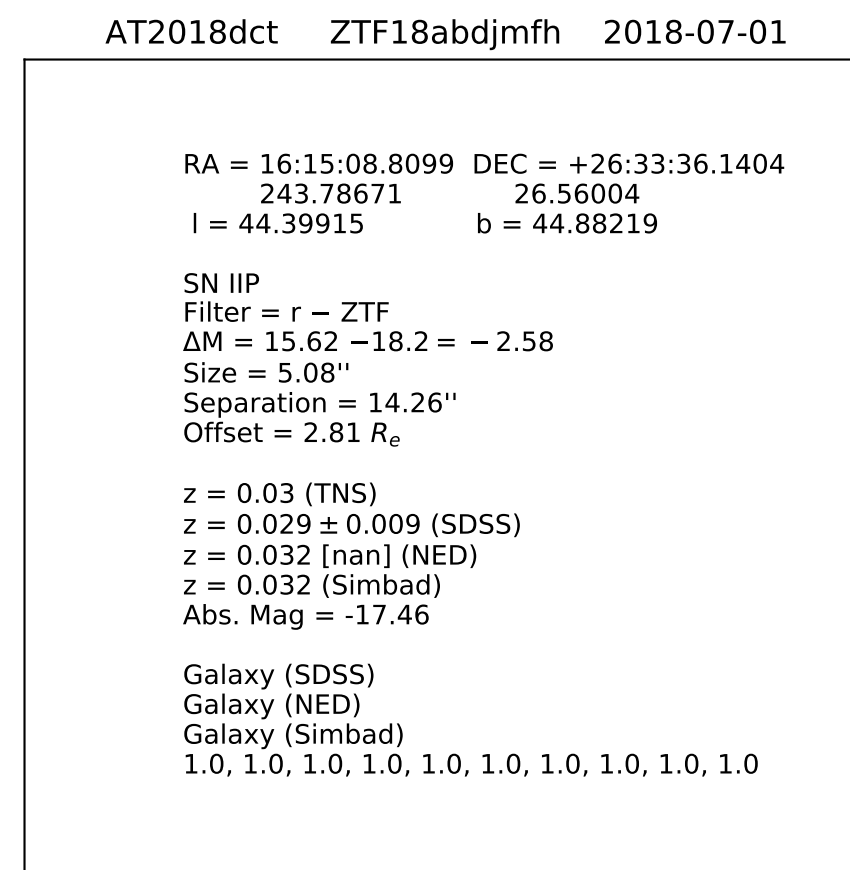 AT2018dct ZTF18abdjmfh 2018-07-01
RA = 16:15:08.8099 DEC = +26:33:36.1404
243.78671 26.56004
l = 44.39915 b = 44.88219
SN IIP
Filter = r − ZTF
ΔM = 15.62 −18.2 = − 2.58
Size = 5.08''
Separation = 14.26''
Offset = 2.81 Re
z = 0.03 (TNS)
z = 0.029 ± 0.009 (SDSS)
z = 0.032 [nan] (NED)
z = 0.032 (Simbad)
Abs. Mag = -17.46
Galaxy (SDSS)
Galaxy (NED)
Galaxy (Simbad)
1.0, 1.0, 1.0, 1.0, 1.0, 1.0, 1.0, 1.0, 1.0, 1.0